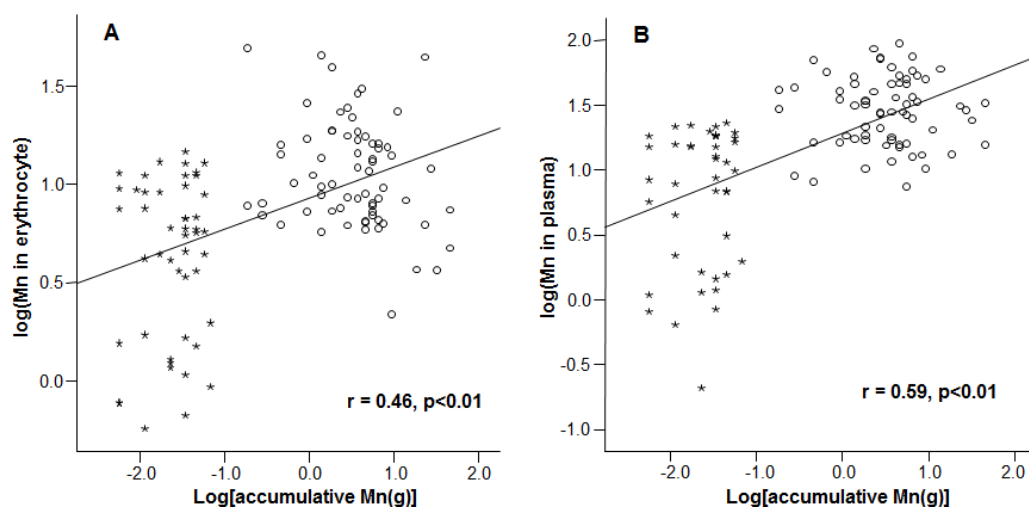 A
log(Mn in erythrocyte)
1.5
1.0
0.5
0.0
r = 0.46, p<0.01
-2.0 -1.0 0.0 1.0 2.0
Log[accumulative Mn(g)]
B
log(Mn in plasma)
2.0
1.5
1.0
0.5
0.0
-0.5
-1.0
r = 0.59, p<0.01
-2.0 -1.0 0.0 1.0 2.0
Log[accumulative Mn(g)]